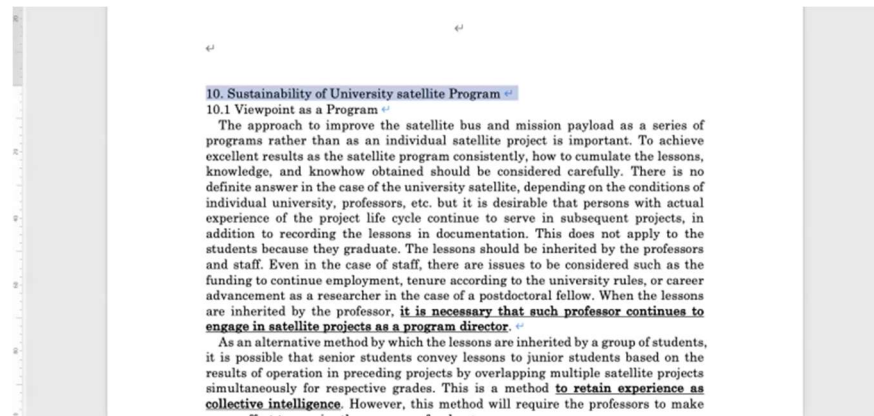 10. Sustainability of University satellite Program
10.1 Viewpoint as a Program
The approach to improve the satellite bus and mission payload as a series of
programs rather than as an individual satellite project is important. To achieve
excellent results as the satellite program consistently, how to cumulate the lessons,
knowledge, and knowhow obtained should be considered carefully. There is no
definite answer in the case of the university satellite, depending on the conditions of
individual university, professors, etc. but it is desirable that persons with actual
experience of the project life cycle continue to serve in subsequent projects, in
addition to recording the lessons in documentation. This does not apply to the
students because they graduate. The lessons should be inherited by the professors
and staff. Even in the case of staff, there are issues to be considered such as the
funding to continue employment, tenure according to the university rules, or career
advancement as a researcher in the case of a postdoctoral fellow. When the lessons
are inherited by the professor, it is necessary that such professor continues to
engage in satellite projects as a program director.
As an alternative method by which the lessons are inherited by a group of students,
it is possible that senior students convey lessons to junior students based on the
results of operation in preceding projects by overlapping multiple satellite projects
simultaneously for respective grades. This is a method to retain experience as
collective intelligence. However, this method will require the professors to make